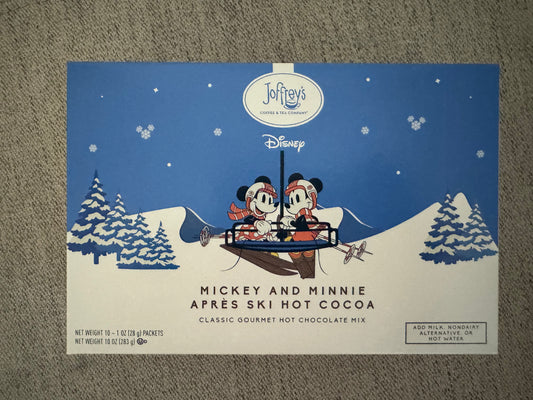 Joffrey's
COFFEE & TEA COMPANY
Disney
MICKEY AND MINNIE
APRÈS SKI HOT COCOA
CLASSIC GOURMET HOT CHOCOLATE MIX
NET WEIGHT 10 - 1 OZ (28 g) PACKETS
NET WEIGHT 10 OZ (283 g)
ADD MILK, NONDAIRY
ALTERNATIVE OR
HOT WATER